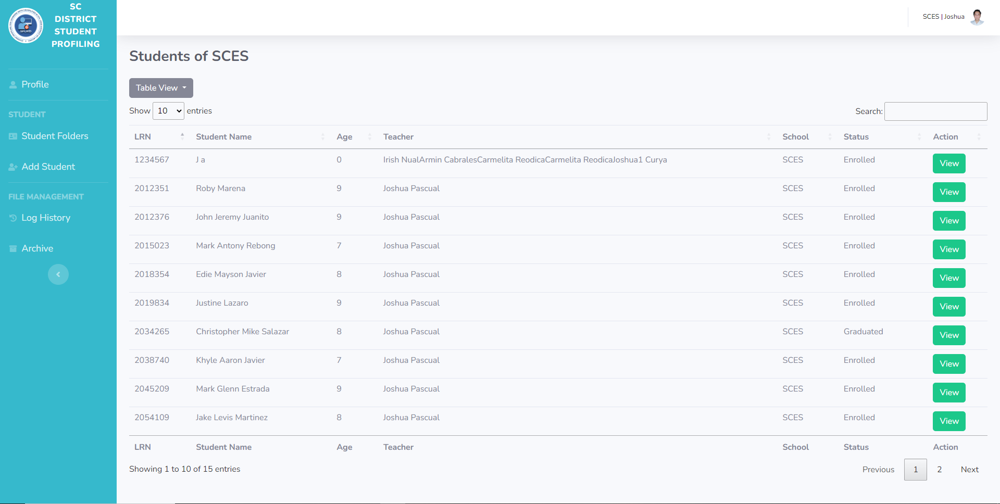 SC
DISTRICT
STUDENT
PROFILING
SPLWD
SCES | Joshua
Profile
STUDENT
Student Folders
Add Student
FILE MANAGEMENT
Log History
Archive
Students of SCES
Table View
Show 10 entries
Search:
LRN Student Name Age Teacher School Status Action
1234567 J a 0 Irish NualArmin CabralesCarmelita ReodicaCarmelita ReodicaJoshua1 Curya SCES Enrolled View
2012351 Roby Marena 9 Joshua Pascual SCES Enrolled View
2012376 John Jeremy Juanito 9 Joshua Pascual SCES Enrolled View
2015023 Mark Antony Rebong 7 Joshua Pascual SCES Enrolled View
2018354 Edie Mayson Javier 8 Joshua Pascual SCES Enrolled View
2019834 Justine Lazaro 9 Joshua Pascual SCES Enrolled View
2034265 Christopher Mike Salazar 8 Joshua Pascual SCES Graduated View
2038740 Khyle Aaron Javier 7 Joshua Pascual SCES Enrolled View
2045209 Mark Glenn Estrada 9 Joshua Pascual SCES Enrolled View
2054109 Jake Levis Martinez 8 Joshua Pascual SCES Enrolled View
LRN Student Name Age Teacher School Status Action
Showing 1 to 10 of 15 entries
Previous 1 2 Next